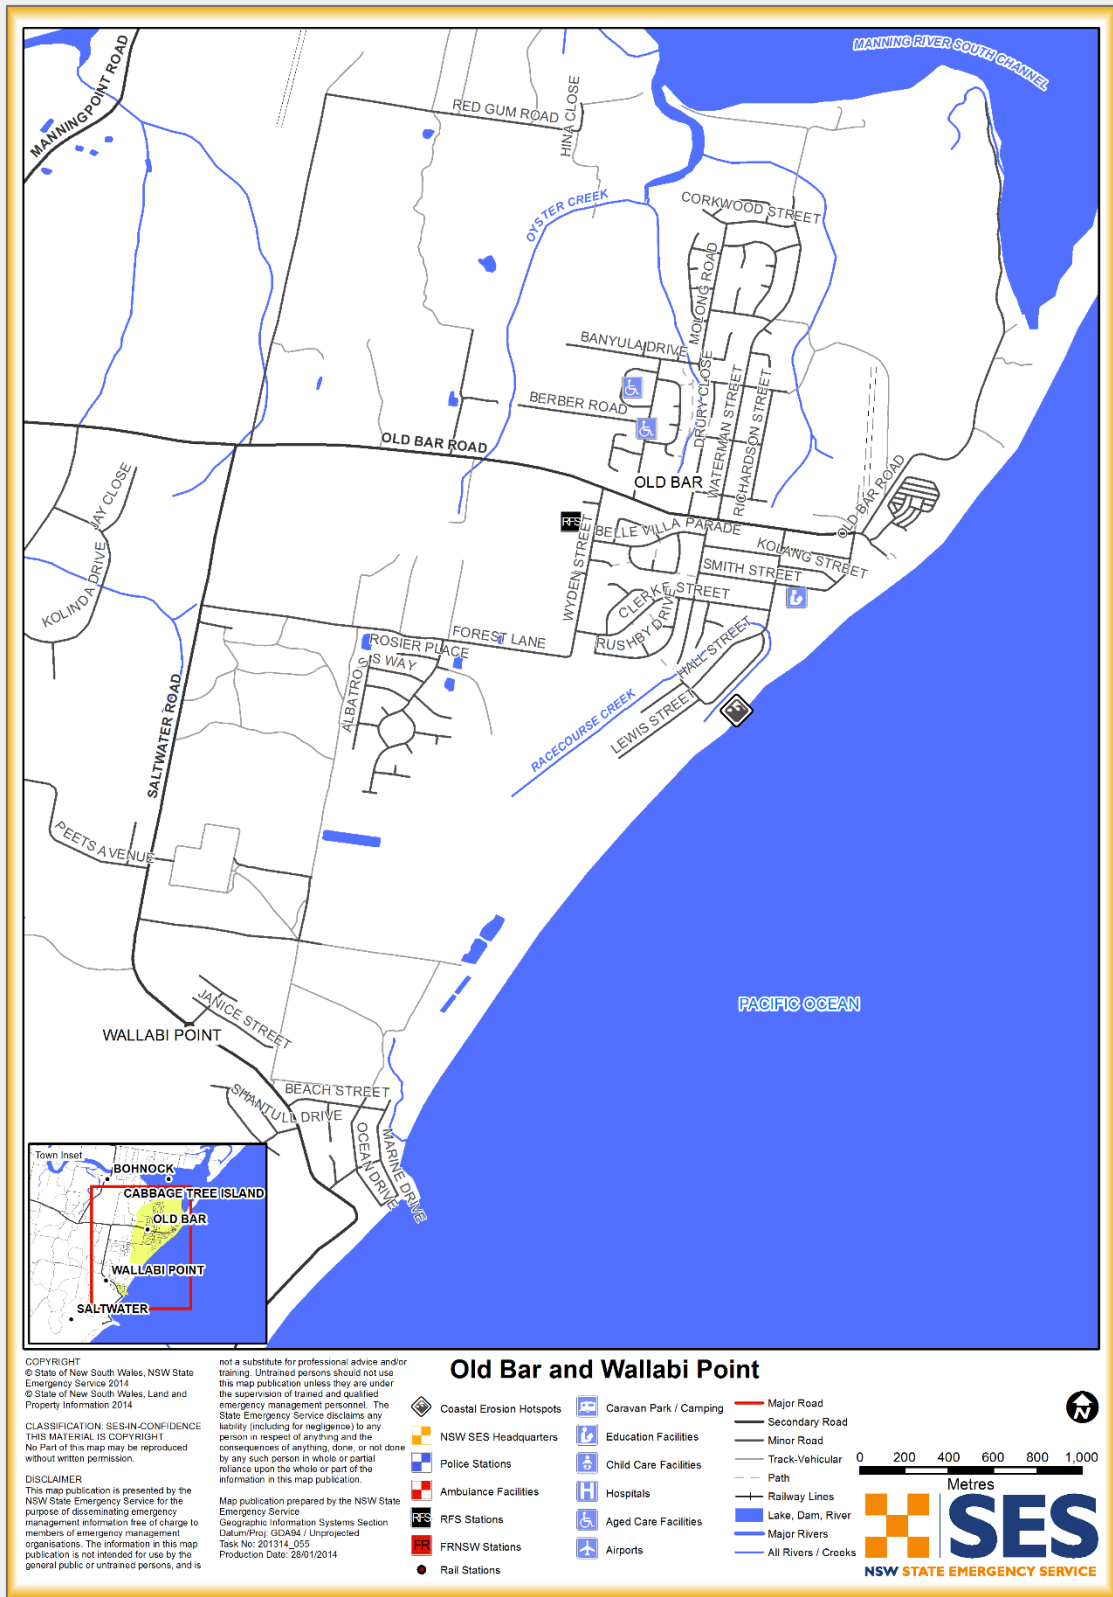 MANNING RIVER SOUTH CHANNEL
MANNINGPOINT ROAD
RED GUM ROAD
HINA CLOSE
OYSTER CREEK
CORKWOOD STREET
MOLONG ROAD
BANYULA DRIVE
BERBER ROAD
DRURY CLOSE
WATERMAN STREET
RICHARDSON STREET
OLD BAR ROAD
JAY CLOSE
OLD BAR
OLD BAR ROAD
RFS
BELLE VILLA PARADE
KOLANG STREET
WYDEN STREET
SMITH STREET
KOLINDA DRIVE
CLERKE STREET
RUSHBY DRIVE
FOREST LANE
ROSIER PLACE
ALBATROSS WAY
HALL STREET
RACECOURSE CREEK
LEWIS STREET
SALTWATER ROAD
PEETS AVENUE
JANICE STREET
PACIFIC OCEAN
WALLABI POINT
BEACH STREET
SHANTULL DRIVE
OCEAN DRIVE
MARINE DRIVE
Town Inset
BOHNOCK
CABBAGE TREE ISLAND
OLD BAR
WALLABI POINT
SALTWATER
COPYRIGHT
© State of New South Wales, NSW State
Emergency Service 2014
© State of New South Wales, Land and
Property Information 2014
CLASSIFICATION: SES-IN-CONFIDENCE
THIS MATERIAL IS COPYRIGHT
No Part of this map may be reproduced
without written permission.
DISCLAIMER
This map publication is presented by the
NSW State Emergency Service for the
purpose of disseminating emergency
management information free of charge to
members of emergency management
organisations. The information in this map
publication is not intended for use by the
general public or untrained persons, and is
not a substitute for professional advice and/or
training. Untrained persons should not use
this map publication unless they are under
the supervision of trained and qualified
emergency management personnel. The
State Emergency Service disclaims any
liability (including for negligence) to any
person in respect of anything and the
consequences of anything, done, or not done
by any such person in whole or partial
reliance upon the whole or part of the
information in this map publication.
Map publication prepared by the NSW State
Emergency Service
Geographic Information Systems Section
Datum/Proj: GDA94 / Unprojected
Task No: 201314_055
Production Date: 28/01/2014
Old Bar and Wallabi Point
Coastal Erosion Hotspots
NSW SES Headquarters
Police Stations
Ambulance Facilities
RFS RFS Stations
FR FRNSW Stations
Rail Stations
Caravan Park / Camping
Education Facilities
Child Care Facilities
H Hospitals
Aged Care Facilities
Airports
Major Road
Secondary Road
Minor Road
Track-Vehicular
Path
Railway Lines
Lake, Dam, River
Major Rivers
All Rivers / Creeks
N
0 200 400 600 800 1,000
Metres
SES
NSW STATE EMERGENCY SERVICE